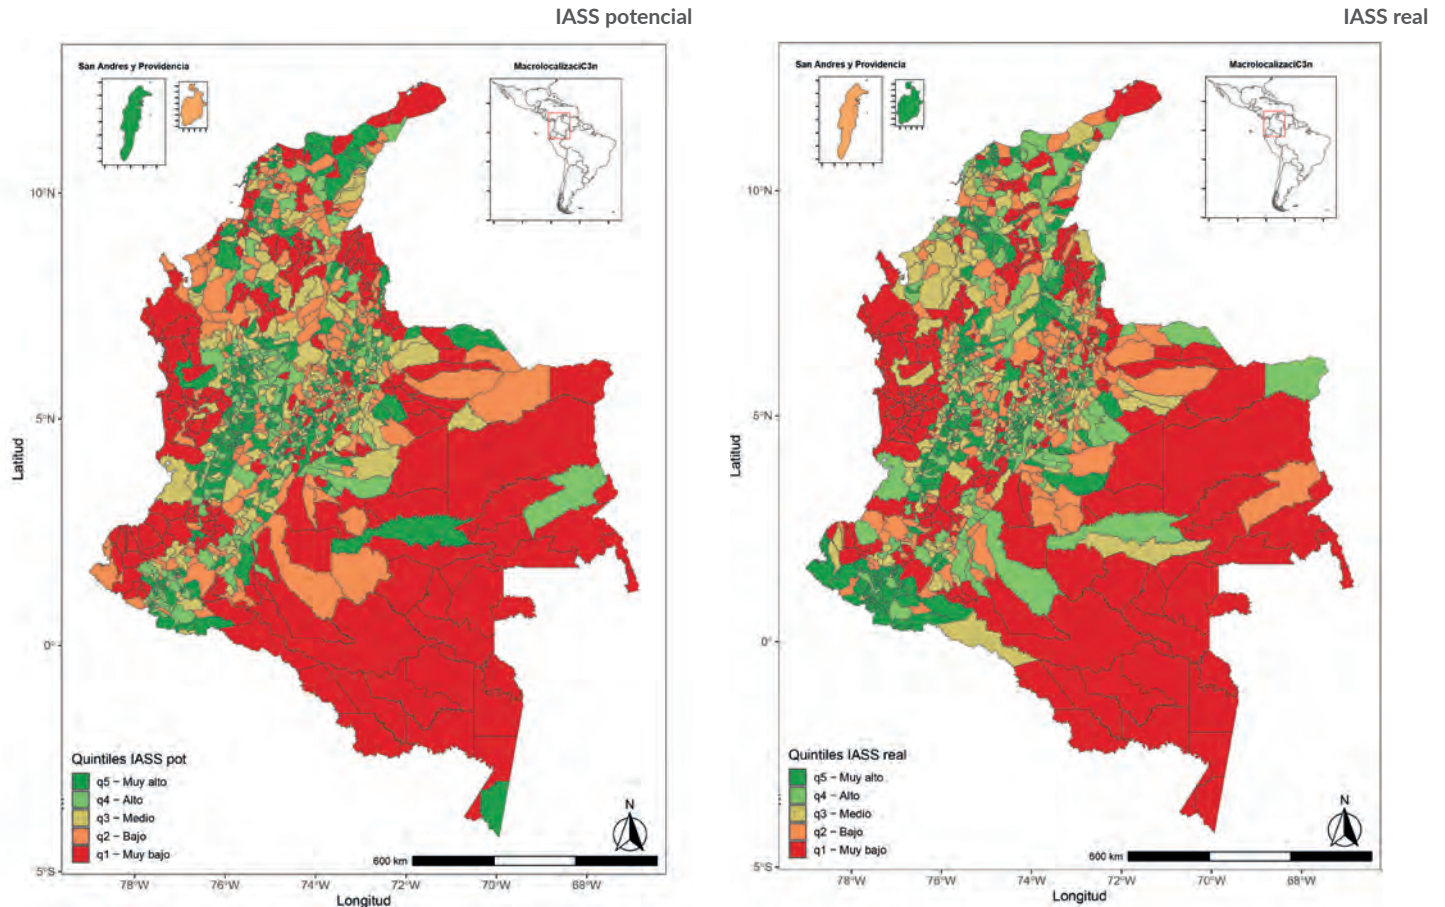 IASS potencial
San Andres y Providencia
MacrolocalizaciC3n
10°N
5°N
0°
5°S
Latitud
Quintiles IASS pot
q5 – Muy alto
q4 – Alto
q3 – Medio
q2 – Bajo
q1 – Muy bajo
N
600 km
78°W
76°W
74°W
72°W
70°W
68°W
Longitud
IASS real
San Andres y Providencia
MacrolocalizaciC3n
10°N
5°N
0°
5°S
Latitud
Quintiles IASS real
q5 – Muy alto
q4 – Alto
q3 – Medio
q2 – Bajo
q1 – Muy bajo
N
600 km
78°W
76°W
74°W
72°W
70°W
68°W
Longitud